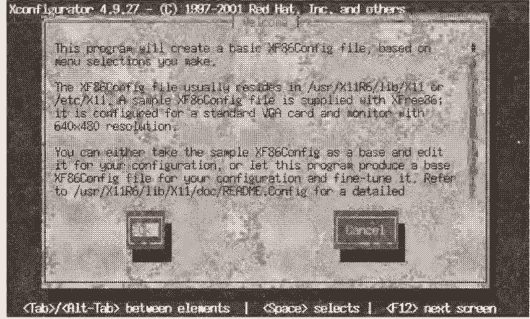 Xconfigurator 4.9.27 - (C) 1997-2001 Red Hat, Inc. and others
Welcome
This program will create a basic XF86Config file, based on
menu selections you make.
The XF86Config file usually resides in /usr/X11R6/lib/X11 or
/etc/X11. A sample XF86Config file is supplied with XFree86;
it is configured for a standard VGA card and monitor with
640x480 resolution.
You can either take the sample XF86Config as a base and edit
it for your configuration, or let this program produce a base
XF86Config file for your configuration and fine-tune it. Refer
to /usr/X11R6/lib/X11/doc/README.Config for a detailed
Ok
Cancel
<Tab>/<Alt-Tab> between elements | <Space> selects | <F12> next screen